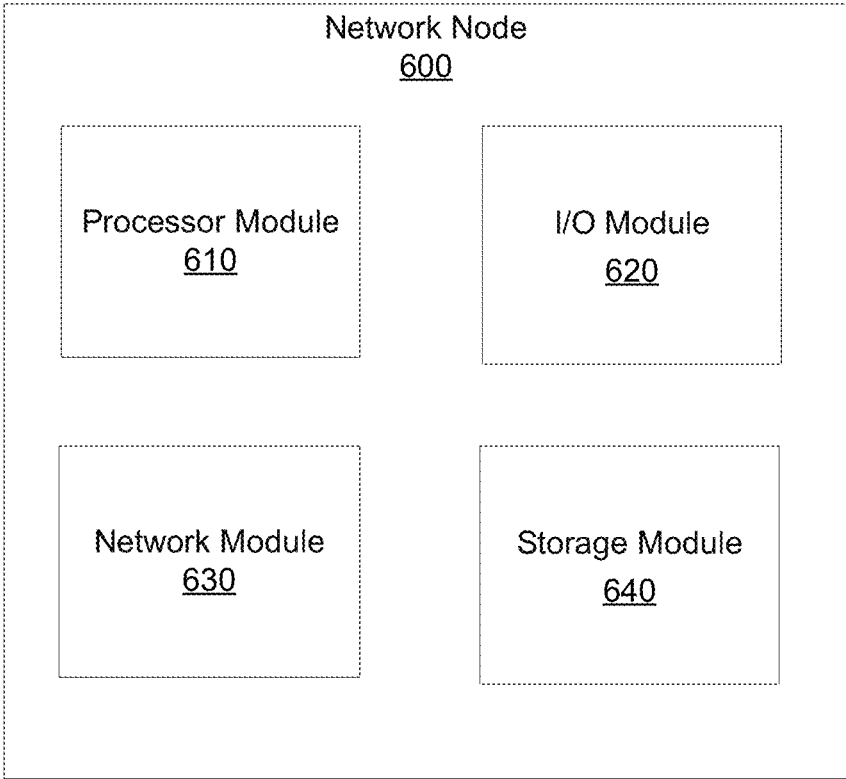 Network Node
600
Processor Module
610
I/O Module
620
Network Module
630
Storage Module
640